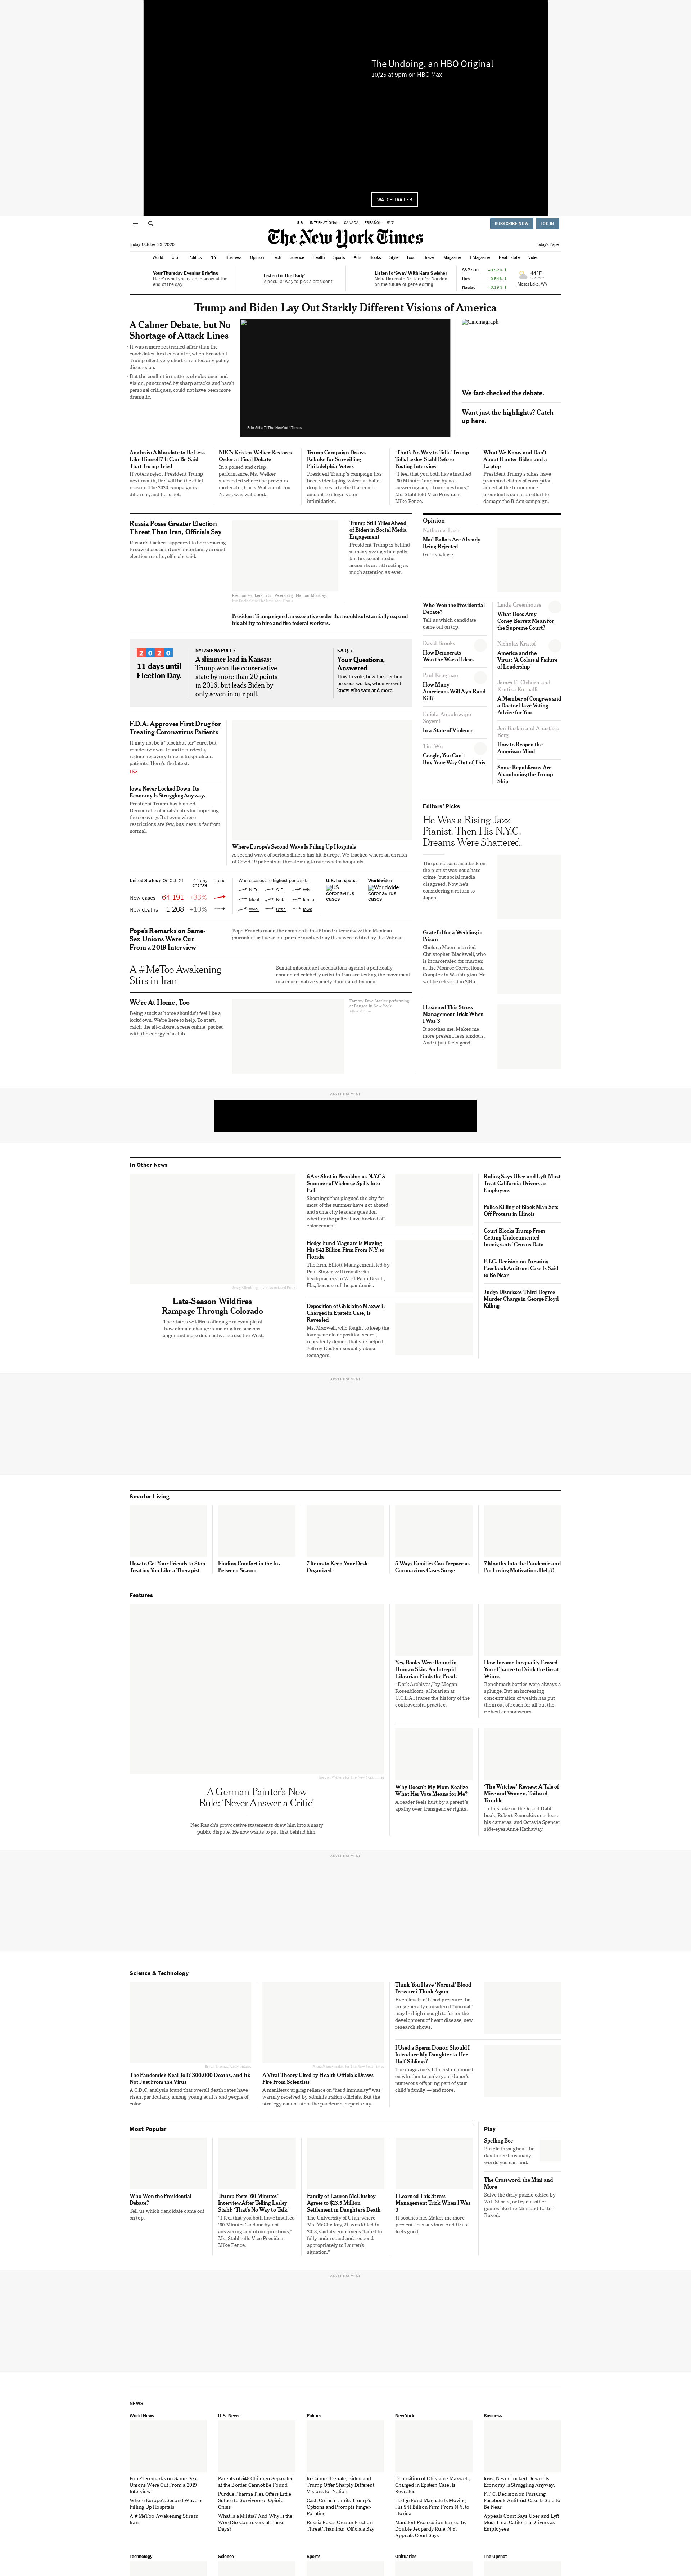 The Undoing, an HBO Original
10/25 at 9pm on HBO Max
WATCH TRAILER
U.S. INTERNATIONAL CANADA ESPAÑOL 中文
SUBSCRIBE NOW LOG IN
The New York Times
Friday, October 23, 2020
Today's Paper
World U.S. Politics N.Y. Business Opinion Tech Science Health Sports Arts Books Style Food Travel Magazine T Magazine Real Estate Video
Your Thursday Evening Briefing
Here's what you need to know at the
end of the day.
Listen to 'The Daily'
A peculiar way to pick a president.
Listen to 'Sway' With Kara Swisher
Nobel laureate Dr. Jennifer Doudna
on the future of gene editing.
S&P 500 +0.52% ↑
Dow +0.54% ↑
Nasdaq +0.19% ↑
44°F
Moses Lake, WA
Trump and Biden Lay Out Starkly Different Visions of America
A Calmer Debate, but No
Shortage of Attack Lines
• It was a more restrained affair than the
candidates' first encounter, when President
Trump effectively short-circuited any policy
discussion.
• But the conflict in matters of substance and
vision, punctuated by sharp attacks and harsh
personal critiques, could not have been more
dramatic.
Erin Schaff/The New York Times
Cinemagraph
We fact-checked the debate.
Want just the highlights? Catch
up here.
Analysis: A Mandate to Be Less
Like Himself? It Can Be Said
That Trump Tried
If voters reject President Trump
next month, this will be the chief
reason: The 2020 campaign is
different, and he is not.
NBC's Kristen Welker Restores
Order at Final Debate
In a poised and crisp
performance, Ms. Welker
succeeded where the previous
moderator, Chris Wallace of Fox
News, was walloped.
Trump Campaign Draws
Rebuke for Surveilling
Philadelphia Voters
President Trump's campaign has
been videotaping voters at ballot
drop boxes, a tactic that could
amount to illegal voter
intimidation.
'That's No Way to Talk,' Trump
Tells Lesley Stahl Before
Posting Interview
"I feel that you both have insulted
'60 Minutes' and me by not
answering any of our questions,"
Ms. Stahl told Vice President
Mike Pence.
What We Know and Don't
About Hunter Biden and a
Laptop
President Trump's allies have
promoted claims of corruption
aimed at the former vice
president's son in an effort to
damage the Biden campaign.
Russia Poses Greater Election
Threat Than Iran, Officials Say
Russia's hackers appeared to be preparing
to sow chaos amid any uncertainty around
election results, officials said.
Election workers in St. Petersburg, Fla., on Monday.
Trump Still Miles Ahead
of Biden in Social Media
Engagement
President Trump is behind
in many swing-state polls,
but his social media
accounts are attracting as
much attention as ever.
President Trump signed an executive order that could substantially expand
his ability to hire and fire federal workers.
2020
11 days until
Election Day.
NYT/SIENA POLL ›
A slimmer lead in Kansas:
Trump won the conservative
state by more than 20 points
in 2016, but leads Biden by
only seven in our poll.
F.A.Q. ›
Your Questions,
Answered
How to vote, how the election
process works, when we will
know who won and more.
F.D.A. Approves First Drug for
Treating Coronavirus Patients
It may not be a "blockbuster" cure, but
remdesivir was found to modestly
reduce recovery time in hospitalized
patients. Here's the latest.
Live
Iowa Never Locked Down. Its
Economy Is Struggling Anyway.
President Trump has blamed
Democratic officials' rules for impeding
the recovery. But even where
restrictions are few, business is far from
normal.
Where Europe's Second Wave Is Filling Up Hospitals
A second wave of serious illness has hit Europe. We tracked where an onrush
of Covid-19 patients is threatening to overwhelm hospitals.
United States › On Oct. 21 14-day change Trend
New cases 64,191 +33%
New deaths 1,208 +10%
Where cases are highest per capita
N.D. S.D. Wis.
Mont. Neb. Idaho
Wyo. Utah Iowa
U.S. hot spots ›
US
coronavirus
cases
Worldwide ›
Worldwide
coronavirus
cases
Pope's Remarks on Same-
Sex Unions Were Cut
From a 2019 Interview
Pope Francis made the comments in a filmed interview with a Mexican
journalist last year, but people involved say they were edited by the Vatican.
A #MeToo Awakening
Stirs in Iran
Sexual misconduct accusations against a politically
connected celebrity artist in Iran are testing the movement
in a conservative society dominated by men.
We're At Home, Too
Being stuck at home shouldn't feel like a
lockdown. We're here to help. To start,
catch the alt-cabaret scene online, packed
with the energy of a club.
Opinion
Nathaniel Lash
Mail Ballots Are Already
Being Rejected
Guess whose.
Who Won the Presidential
Debate?
Tell us which candidate
came out on top.
David Brooks
How Democrats
Won the War of Ideas
Paul Krugman
How Many
Americans Will Ayn Rand
Kill?
Eniola Anuoluwapo
Soyemi
In a State of Violence
Tim Wu
Google, You Can't
Buy Your Way Out of This
Linda Greenhouse
What Does Amy
Coney Barrett Mean for
the Supreme Court?
Nicholas Kristof
America and the
Virus: 'A Colossal Failure
of Leadership'
James E. Clyburn and
Krutika Kuppalli
A Member of Congress and
a Doctor Have Voting
Advice for You
Jon Baskin and Anastasia
Berg
How to Reopen the
American Mind
Some Republicans Are
Abandoning the Trump
Ship
Editors' Picks
He Was a Rising Jazz
Pianist. Then His N.Y.C.
Dreams Were Shattered.
The police said an attack on
the pianist was not a hate
crime, but social media
disagreed. Now he's
considering a return to
Japan.
Grateful for a Wedding in
Prison
Chelsea Moore married
Christopher Blackwell, who
is incarcerated for murder,
at the Monroe Correctional
Complex in Washington. He
will be released in 2045.
I Learned This Stress-
Management Trick When
I Was 3
It soothes me. Makes me
more present, less anxious.
And it just feels good.
ADVERTISEMENT
In Other News
Late-Season Wildfires
Rampage Through Colorado
The state's wildfires offer a grim example of
how climate change is making fire seasons
longer and more destructive across the West.
6 Are Shot in Brooklyn as N.Y.C.'s
Summer of Violence Spills Into
Fall
Shootings that plagued the city for
most of the summer have not abated,
and some city leaders question
whether the police have backed off
enforcement.
Hedge Fund Magnate Is Moving
His $41 Billion Firm From N.Y. to
Florida
The firm, Elliott Management, led by
Paul Singer, will transfer its
headquarters to West Palm Beach,
Fla., because of the pandemic.
Deposition of Ghislaine Maxwell,
Charged in Epstein Case, Is
Revealed
Ms. Maxwell, who fought to keep the
four-year-old deposition secret,
repeatedly denied that she helped
Jeffrey Epstein sexually abuse
teenagers.
Ruling Says Uber and Lyft Must
Treat California Drivers as
Employees
Police Killing of Black Man Sets
Off Protests in Illinois
Court Blocks Trump From
Getting Undocumented
Immigrants' Census Data
F.T.C. Decision on Pursuing
Facebook Antitrust Case Is Said
to Be Near
Judge Dismisses Third-Degree
Murder Charge in George Floyd
Killing
ADVERTISEMENT
Smarter Living
How to Get Your Friends to Stop
Treating You Like a Therapist
Finding Comfort in the In-
Between Season
7 Items to Keep Your Desk
Organized
5 Ways Families Can Prepare as
Coronavirus Cases Surge
7 Months Into the Pandemic and
I'm Losing Motivation. Help?!
Features
A German Painter's New
Rule: 'Never Answer a Critic'
Neo Rauch's provocative statements drew him into a nasty
public dispute. He now wants to put that behind him.
Yes, Books Were Bound in
Human Skin. An Intrepid
Librarian Finds the Proof.
"Dark Archives," by Megan
Rosenbloom, a librarian at
U.C.L.A., traces the history of the
controversial practice.
How Income Inequality Erased
Your Chance to Drink the Great
Wines
Benchmark bottles were always a
splurge. But an increasing
concentration of wealth has put
them out of reach for all but the
richest connoisseurs.
Why Doesn't My Mom Realize
What Her Vote Means for Me?
A reader feels hurt by a parent's
apathy over transgender rights.
'The Witches' Review: A Tale of
Mice and Women, Toil and
Trouble
In this take on the Roald Dahl
book, Robert Zemeckis sets loose
his cameras, and Octavia Spencer
side-eyes Anne Hathaway.
ADVERTISEMENT
Science & Technology
The Pandemic's Real Toll? 300,000 Deaths, and It's
Not Just From the Virus
A C.D.C. analysis found that overall death rates have
risen, particularly among young adults and people of
color.
A Viral Theory Cited by Health Officials Draws
Fire From Scientists
A manifesto urging reliance on "herd immunity" was
warmly received by administration officials. But the
strategy cannot stem the pandemic, experts say.
Think You Have 'Normal' Blood
Pressure? Think Again
Even levels of blood pressure that
are generally considered "normal"
may be high enough to foster the
development of heart disease, new
research shows.
I Used a Sperm Donor. Should I
Introduce My Daughter to Her
Half Siblings?
The magazine's Ethicist columnist
on whether to make your donor's
numerous offspring part of your
child's family — and more.
Most Popular
Who Won the Presidential
Debate?
Tell us which candidate came out
on top.
Trump Posts '60 Minutes'
Interview After Telling Lesley
Stahl: 'That's No Way to Talk'
"I feel that you both have insulted
'60 Minutes' and me by not
answering any of our questions,"
Ms. Stahl tells Vice President
Mike Pence.
Family of Lauren McCluskey
Agrees to $13.5 Million
Settlement in Daughter's Death
The University of Utah, where
Ms. McCluskey, 21, was killed in
2018, said its employees "failed to
fully understand and respond
appropriately to Lauren's
situation."
I Learned This Stress-
Management Trick When I Was
3
It soothes me. Makes me more
present, less anxious. And it just
feels good.
Play
Spelling Bee
Puzzle throughout the
day to see how many
words you can find.
The Crossword, the Mini and
More
Solve the daily puzzle edited by
Will Shortz, or try out other
games like the Mini and Letter
Boxed.
ADVERTISEMENT
NEWS
World News
Pope's Remarks on Same-Sex
Unions Were Cut From a 2019
Interview
Where Europe's Second Wave Is
Filling Up Hospitals
A #MeToo Awakening Stirs in
Iran
U.S. News
Parents of 545 Children Separated
at the Border Cannot Be Found
Purdue Pharma Plea Offers Little
Solace to Survivors of Opioid
Crisis
What Is a Militia? And Why Is the
Word So Controversial These
Days?
Politics
In Calmer Debate, Biden and
Trump Offer Sharply Different
Visions for Nation
Cash Crunch Limits Trump's
Options and Prompts Finger-
Pointing
Russia Poses Greater Election
Threat Than Iran, Officials Say
New York
Deposition of Ghislaine Maxwell,
Charged in Epstein Case, Is
Revealed
Hedge Fund Magnate Is Moving
His $41 Billion Firm From N.Y. to
Florida
Manafort Prosecution Barred by
Double Jeopardy Rule, N.Y.
Appeals Court Says
Business
Iowa Never Locked Down. Its
Economy Is Struggling Anyway.
F.T.C. Decision on Pursuing
Facebook Antitrust Case Is Said to
Be Near
Appeals Court Says Uber and Lyft
Must Treat California Drivers as
Employees
Technology
Science
Sports
Obituaries
The Upshot